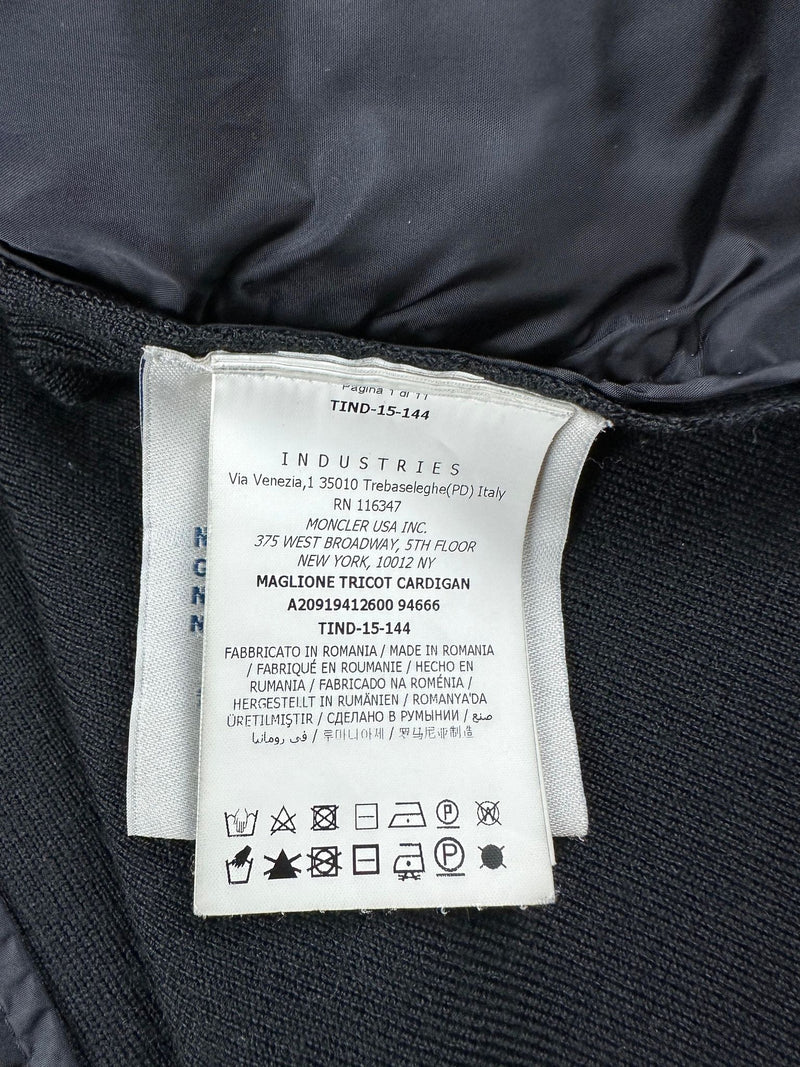 Pagina 1 di 11
TIND-15-144
INDUSTRIES
Via Venezia,1 35010 Trebaseleghe(PD) Italy
RN 116347
MONCLER USA INC.
375 WEST BROADWAY, 5TH FLOOR
NEW YORK, 10012 NY
MAGLIONE TRICOT CARDIGAN
A20919412600 94666
TIND-15-144
FABBRICATO IN ROMANIA / MADE IN ROMANIA
/ FABRIQUÉ EN ROUMANIE / HECHO EN
RUMANIA / FABRICADO NA ROMÉNIA /
HERGESTELLT IN RUMÄNIEN / ROMANYA'DA
ÜRETILMIŞTIR / СДЕЛАНО В РУМЫНИИ / صنع
في رومانيا / 루마니아제 / 罗马尼亚制造
P W
P
N